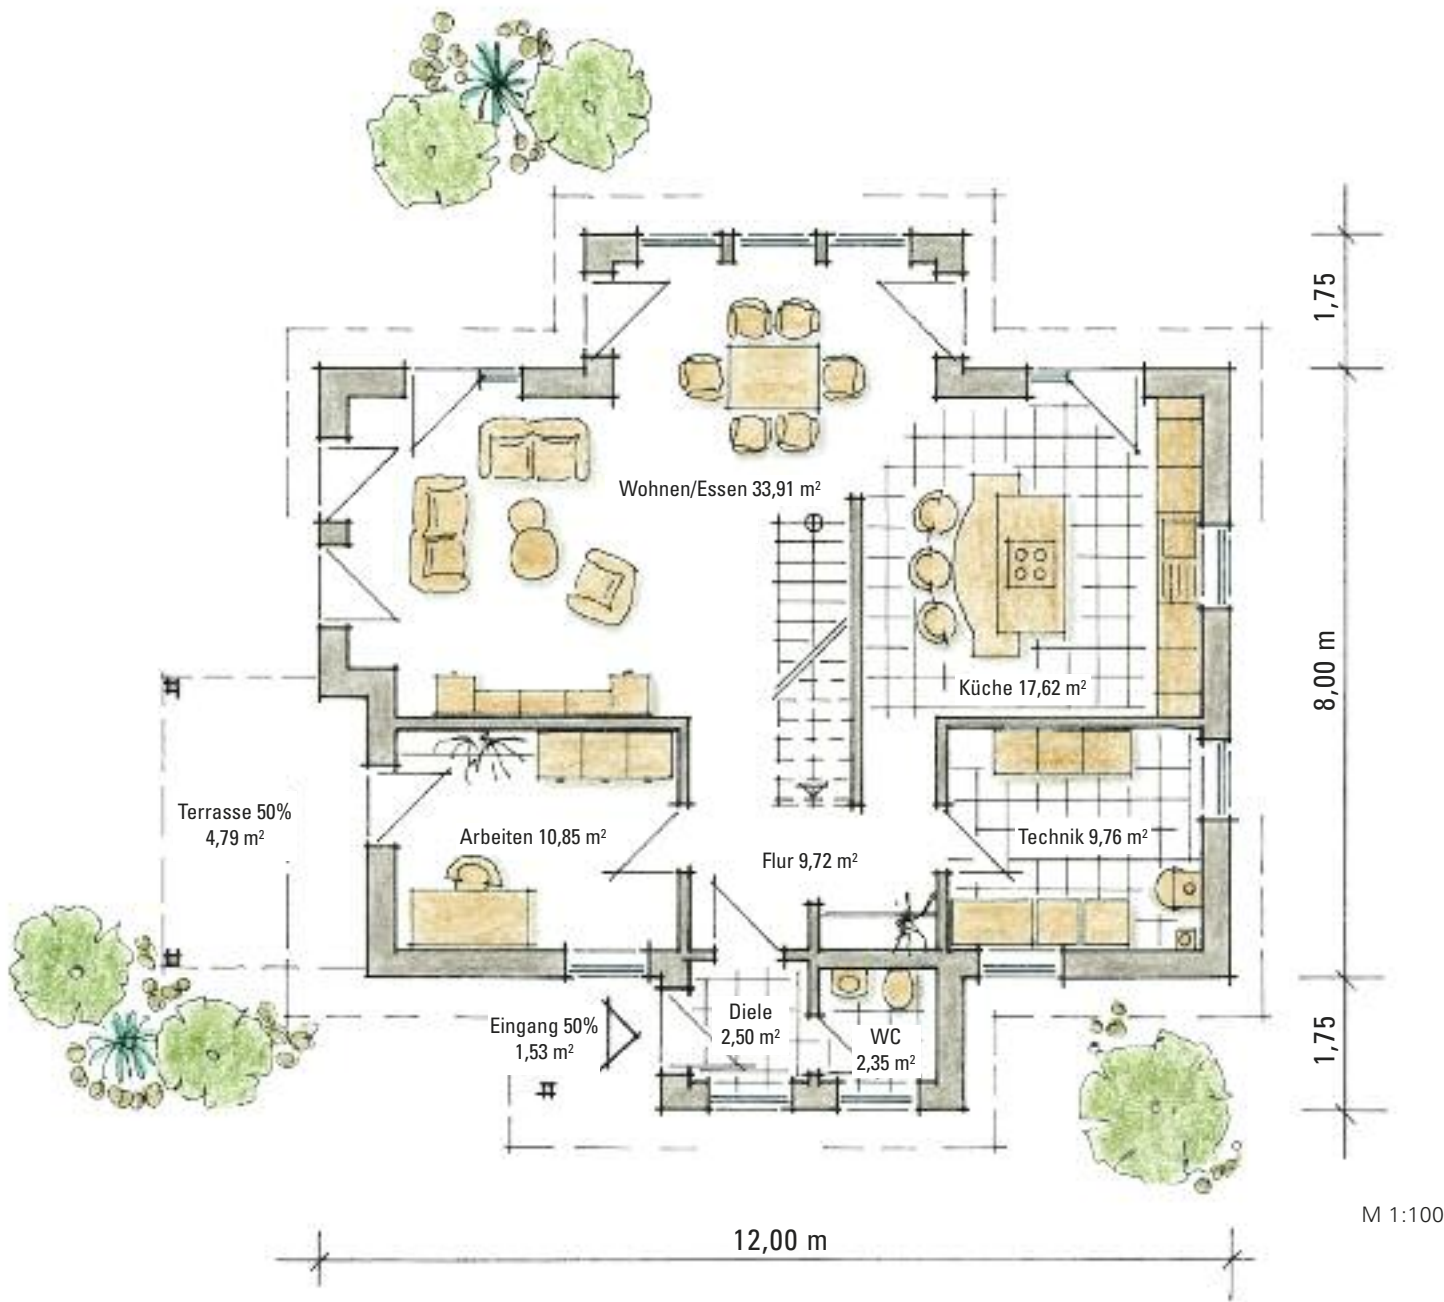 1,75
Wohnen/Essen 33,91 m²
8,00 m
Küche 17,62 m²
Terrasse 50%
4,79 m²
Arbeiten 10,85 m²
Technik 9,76 m²
Flur 9,72 m²
Diele
2,50 m²
Eingang 50%
1,53 m²
WC
2,35 m²
1,75
M 1:100
12,00 m